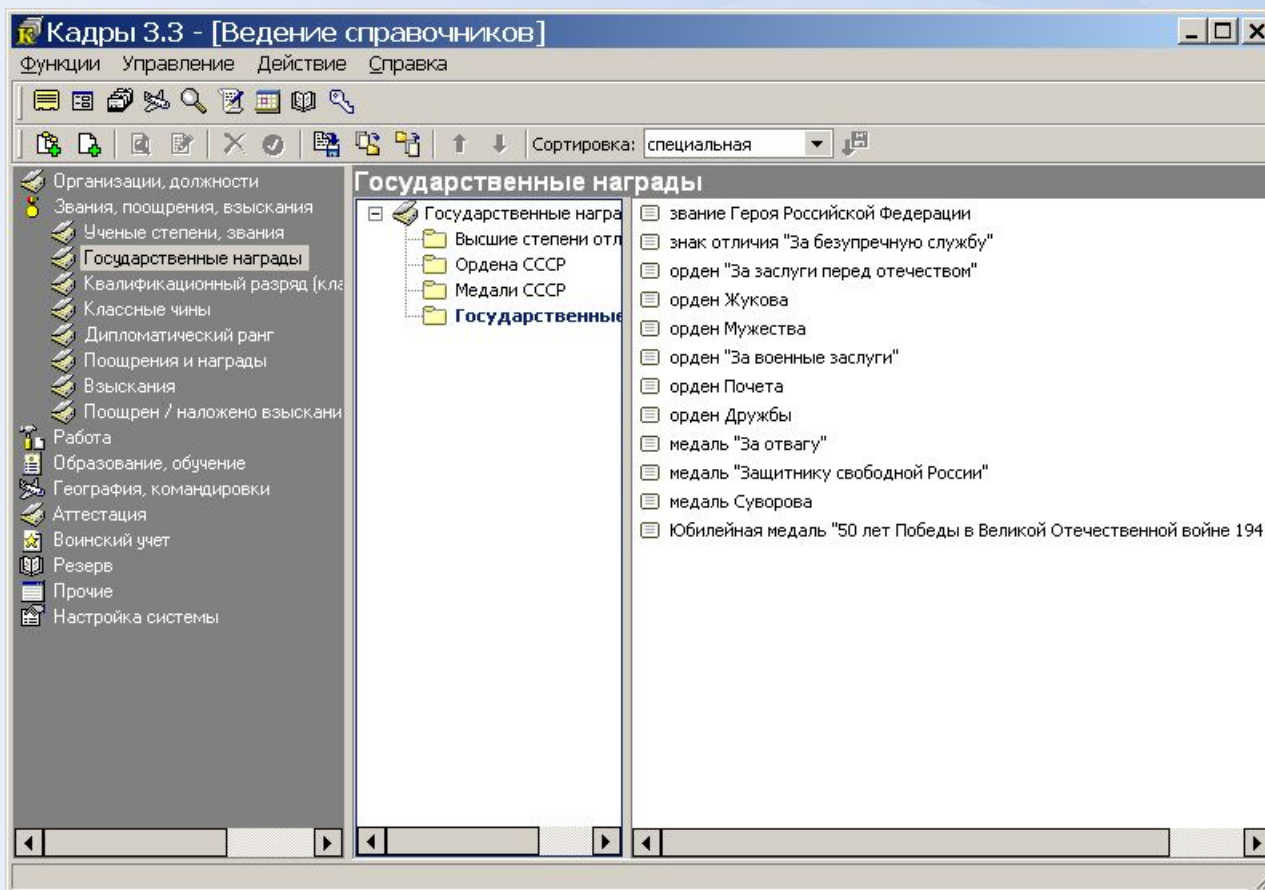 Кадры 3.3 - [Ведение справочников]
Функции Управление Действие Справка
Сортировка: специальная
Организации, должности
Звания, поощрения, взыскания
Ученые степени, звания
Государственные награды
Квалификационный разряд (кла
Классные чины
Дипломатический ранг
Поощрения и награды
Взыскания
Поощрен / наложено взыскани
Работа
Образование, обучение
География, командировки
Аттестация
Воинский учет
Резерв
Прочие
Настройка системы
Государственные награды
Государственные награ
Высшие степени отл
Ордена СССР
Медали СССР
Государственные
звание Героя Российской Федерации
знак отличия "За безупречную службу"
орден "За заслуги перед отечеством"
орден Жукова
орден Мужества
орден "За военные заслуги"
орден Почета
орден Дружбы
медаль "За отвагу"
медаль "Защитнику свободной России"
медаль Суворова
Юбилейная медаль "50 лет Победы в Великой Отечественной войне 194